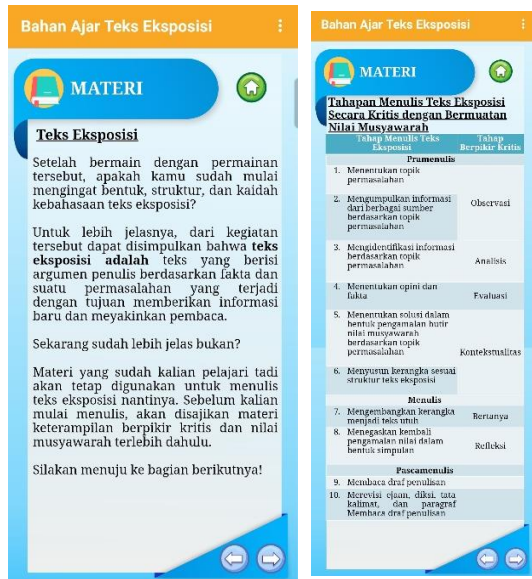 Bahan Ajar Teks Eksposisi
MATERI
Teks Eksposisi
Setelah bermain dengan permainan
tersebut, apakah kamu sudah mulai
mengingat bentuk, struktur, dan kaidah
kebahasaan teks eksposisi?
Untuk lebih jelasnya, dari kegiatan
tersebut dapat disimpulkan bahwa teks
eksposisi adalah teks yang berisi
argumen penulis berdasarkan fakta dan
suatu permasalahan yang terjadi
dengan tujuan memberikan informasi
baru dan meyakinkan pembaca.
Sekarang sudah lebih jelas bukan?
Materi yang sudah kalian pelajari tadi
akan tetap digunakan untuk menulis
teks eksposisi nantinya. Sebelum kalian
mulai menulis, akan disajikan materi
keterampilan berpikir kritis dan nilai
musyawarah terlebih dahulu.
Silakan menuju ke bagian berikutnya!
Bahan Ajar Teks Eksposisi
MATERI
Tahapan Menulis Teks Eksposisi
Secara Kritis dengan Bermuatan
Nilai Musyawarah
Tahap Menulis Teks Tahap
Eksposisi Berpikir Kritis
Pramenulis
1. Menentukan topik
permasalahan
2. Mengumpulkan informasi
dari berbagai sumber
berdasarkan topik
permasalahan
Observasi
3. Mengidentifikasi informasi
berdasarkan topik
permasalahan
Analisis
4. Menentukan opini dan
fakta
Evaluasi
5. Menentukan solusi dalam
bentuk pengamalan butir
nilai musyawarah
berdasarkan topik
permasalahan
Kontekstualitas
6. Menyusun kerangka sesuai
struktur teks eksposisi
Menulis
7. Mengembangkan kerangka
menjadi teks utuh
Bertanya
8. Menegaskan kembali
pengamalan nilai dalam
bentuk simpulan
Refleksi
Pascamenulis
9. Membaca draf penulisan
10. Merevisi ejaan, diksi, tata
kalimat, dan paragraf
Membaca draf penulisan